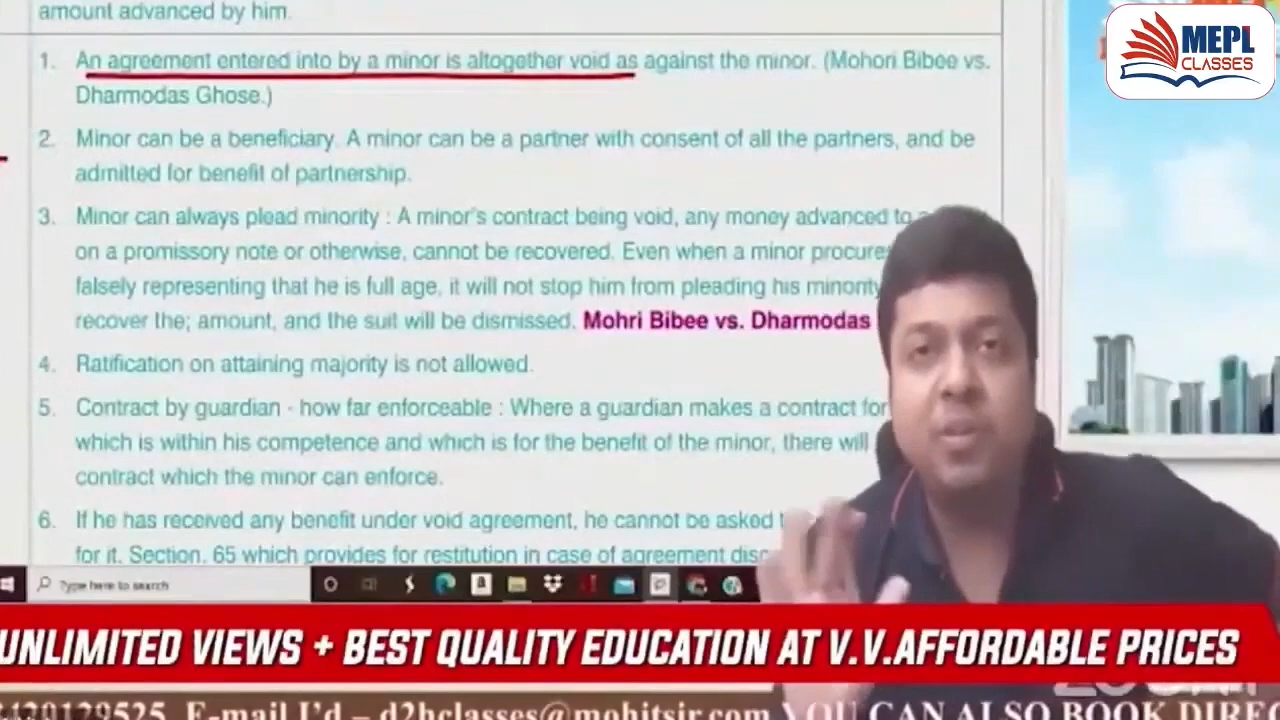 amount advanced by him.
1. An agreement entered into by a minor is altogether void as against the minor. (Mohori Bibee vs.
Dharmodas Ghose.)
2. Minor can be a beneficiary. A minor can be a partner with consent of all the partners, and be
admitted for benefit of partnership.
3. Minor can always plead minority : A minor's contract being void, any money advanced to
on a promissory note or otherwise, cannot be recovered. Even when a minor procure
falsely representing that he is full age, it will not stop him from pleading his minority
recover the; amount, and the suit will be dismissed. Mohri Bibee vs. Dharmodas
4. Ratification on attaining majority is not allowed.
5. Contract by guardian - how far enforceable : Where a guardian makes a contract for
which is within his competence and which is for the benefit of the minor, there will
contract which the minor can enforce.
6. If he has received any benefit under void agreement, he cannot be asked
for it. Section. 65 which provides for restitution in case of agreement disc
MEPL
CLASSES
Type here to search
UNLIMITED VIEWS + BEST QUALITY EDUCATION AT V.V.AFFORDABLE PRICES
E-mail I'd – d2hclasses@mohitsir.com YOU CAN ALSO BOOK DIREC